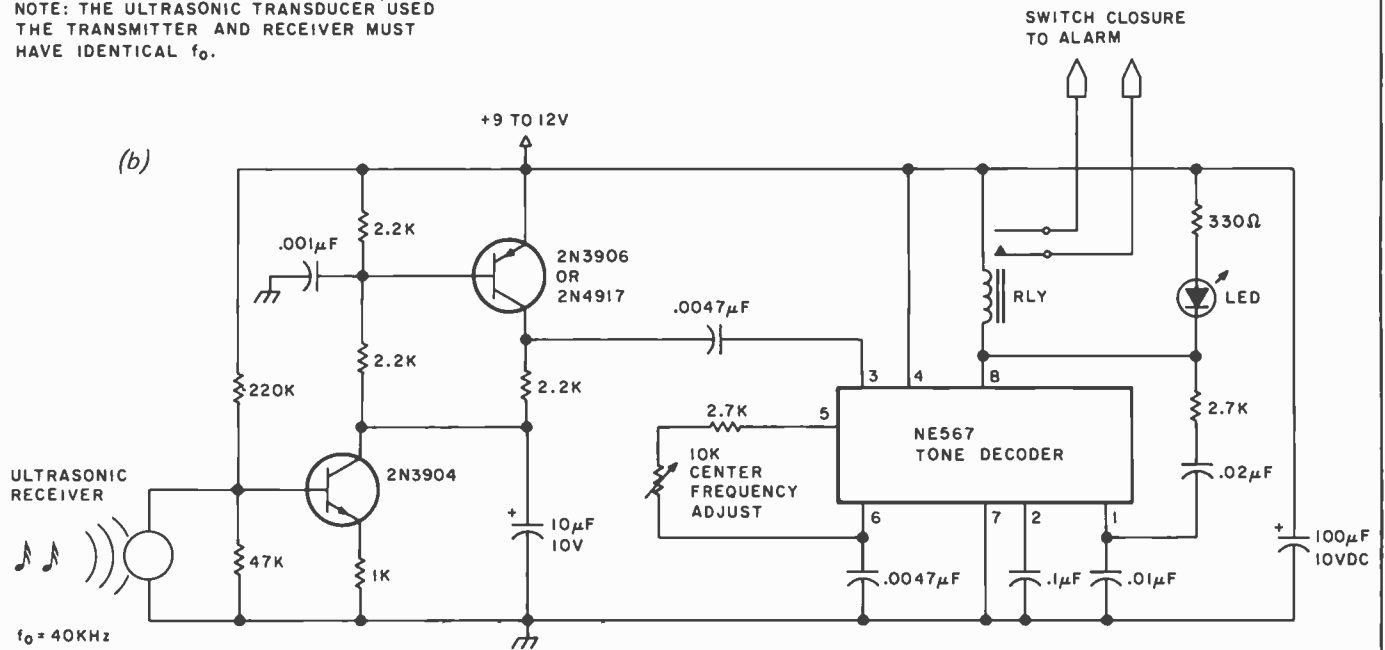 NOTE: THE ULTRASONIC TRANSDUCER USED
THE TRANSMITTER AND RECEIVER MUST
HAVE IDENTICAL fo.
SWITCH CLOSURE
TO ALARM
+9 TO 12V
(b)
2.2K
.001µF
2N3906
OR
2N4917
330Ω
LED
RLY
.0047µF
2.2K
2.2K
220K
3
4
8
2.7K
5
2.7K
NE567
TONE DECODER
10K
CENTER
FREQUENCY
ADJUST
.02µF
ULTRASONIC
RECEIVER
2N3904
6
7
2
1
+
10µF
10V
+
100µF
10VDC
47K
1K
.0047µF
.1µF
.01µF
fo = 40KHz